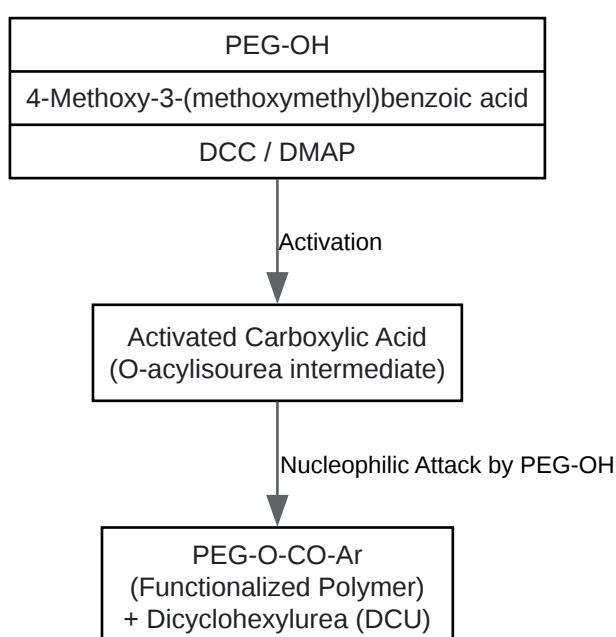 PEG-OH
4-Methoxy-3-(methoxymethyl)benzoic acid
DCC / DMAP
Activation
Activated Carboxylic Acid
(O-acylisourea intermediate)
Nucleophilic Attack by PEG-OH
PEG-O-CO-Ar
(Functionalized Polymer)
+ Dicyclohexylurea (DCU)